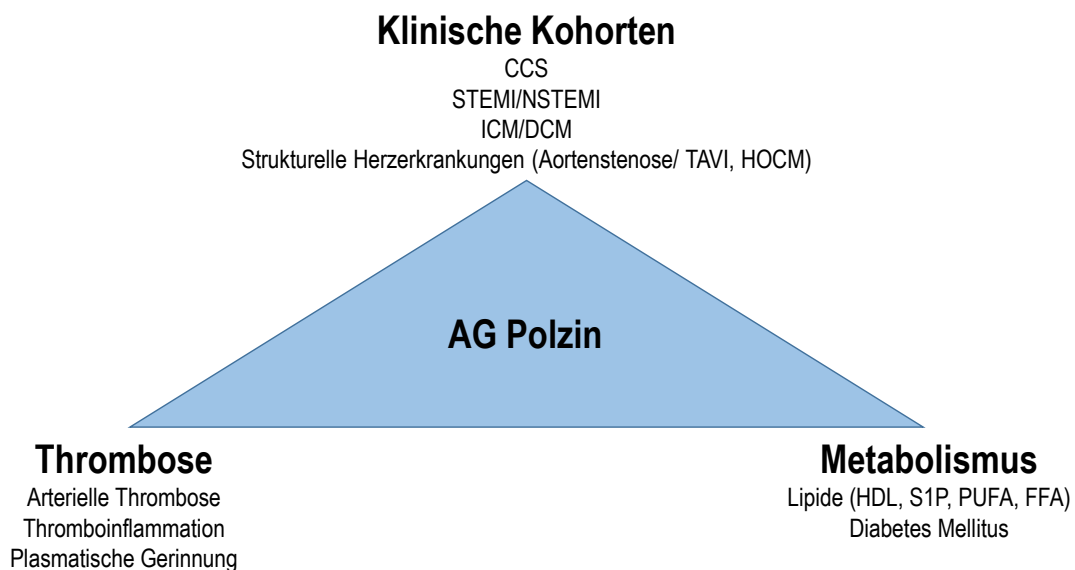 Klinische Kohorten
CCS
STEMI/NSTEMI
ICM/DCM
Strukturelle Herzerkrankungen (Aortenstenose/ TAVI, HOCM)
AG Polzin
Thrombose
Arterielle Thrombose
Thromboinflammation
Plasmatische Gerinnung
Metabolismus
Lipide (HDL, S1P, PUFA, FFA)
Diabetes Mellitus